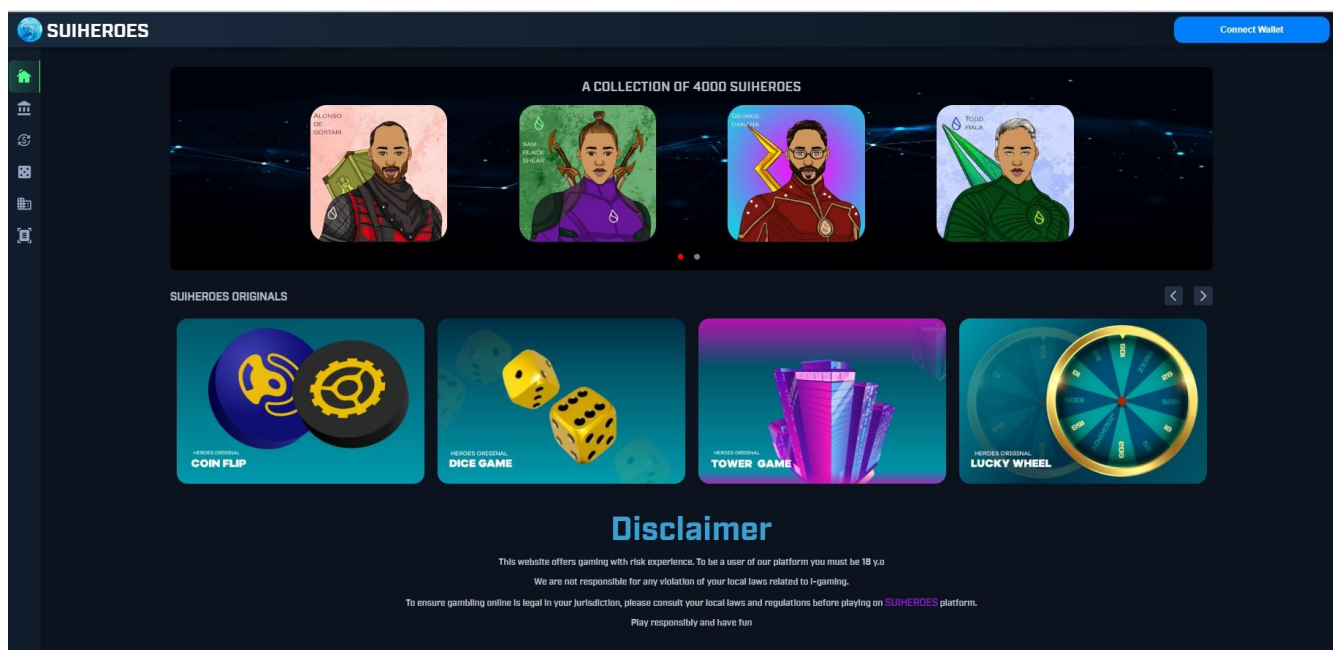 SUIHEROES
Connect Wallet
A COLLECTION OF 4000 SUIHEROES
ALONSO
DE
GORTARI
SAM
BLACK
SHEAR
GEORGE
DANEZIS
TODD
FIALA
SUIHEROES ORIGINALS
HEROES ORIGINAL
COIN FLIP
HEROES ORIGINAL
DICE GAME
HEROES ORIGINAL
TOWER GAME
HEROES ORIGINAL
LUCKY WHEEL
Disclaimer
This website offers gaming with risk experience. To be a user of our platform you must be 18 y.o
We are not responsible for any violation of your local laws related to i-gaming.
To ensure gambling online is legal in your jurisdiction, please consult your local laws and regulations before playing on SUIHEROES platform.
Play responsibly and have fun